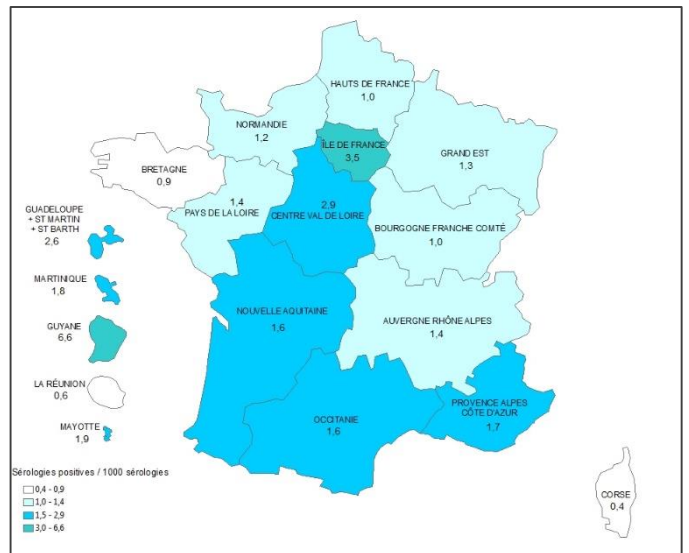 HAUTS DE FRANCE
1,0
NORMANDIE
1,2
ÎLE DE FRANCE
3,5
GRAND EST
1,3
BRETAGNE
0,9
1,4
PAYS DE LA LOIRE
2,9
CENTRE VAL DE LOIRE
BOURGOGNE FRANCHE COMTÉ
1,0
NOUVELLE AQUITAINE
1,6
AUVERGNE RHÔNE ALPES
1,4
OCCITANIE
1,6
PROVENCE ALPES
CÔTE D'AZUR
1,7
CORSE
0,4
GUADELOUPE
+ ST MARTIN
+ ST BARTH
2,6
MARTINIQUE
1,8
GUYANE
6,6
LA RÉUNION
0,6
MAYOTTE
1,9
Sérologies positives / 1000 sérologies
0,4 - 0,9
1,0 - 1,4
1,5 - 2,9
3,0 - 6,6